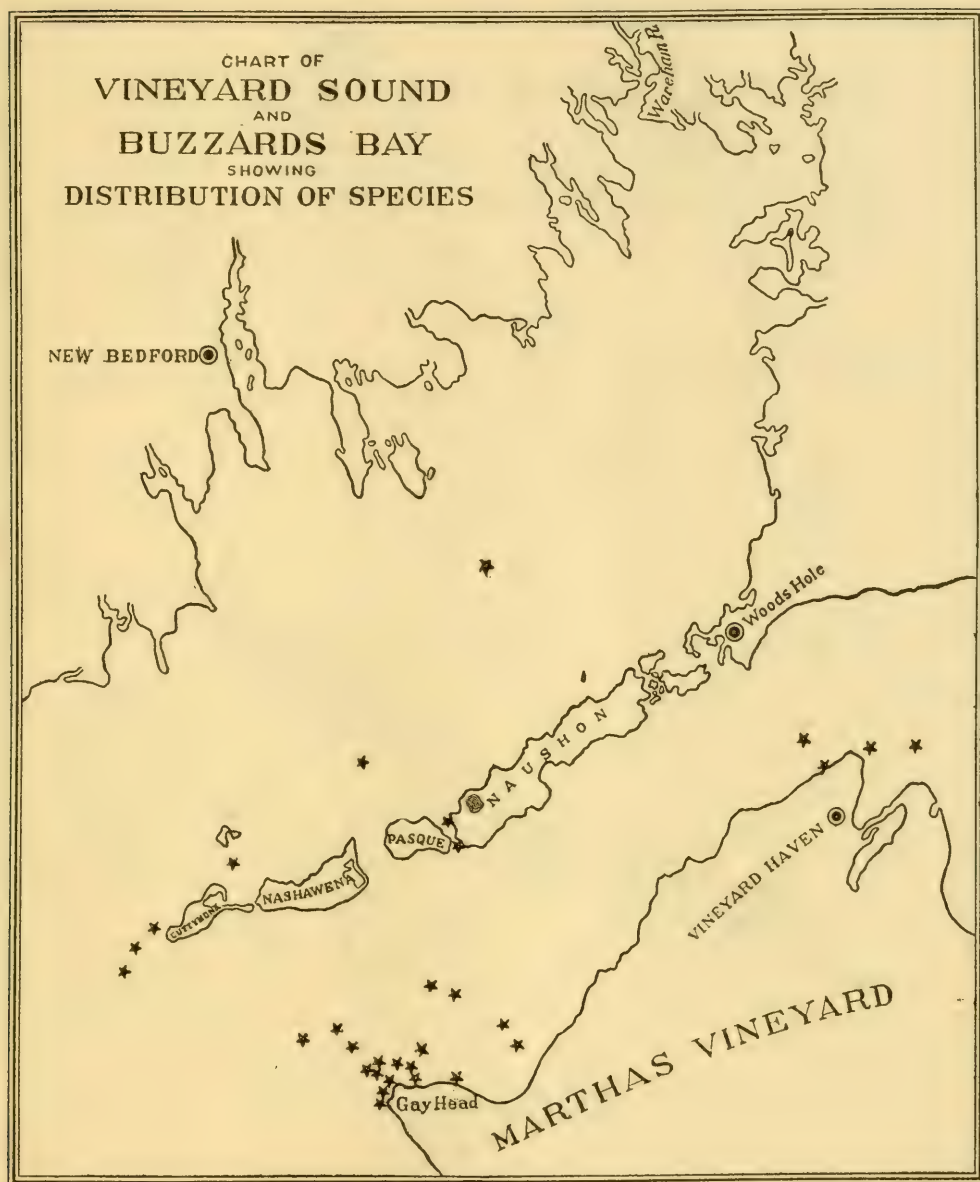 CHART OF
VINEYARD SOUND
AND
BUZZARDS BAY
SHOWING
DISTRIBUTION OF SPECIES
Wareham R.
NEW BEDFORD
Woods Hole
NAUSHON
PASQUE
NASHAWENA
CUTTYHUNK
VINEYARD HAVEN
MARTHAS VINEYARD
Gay Head